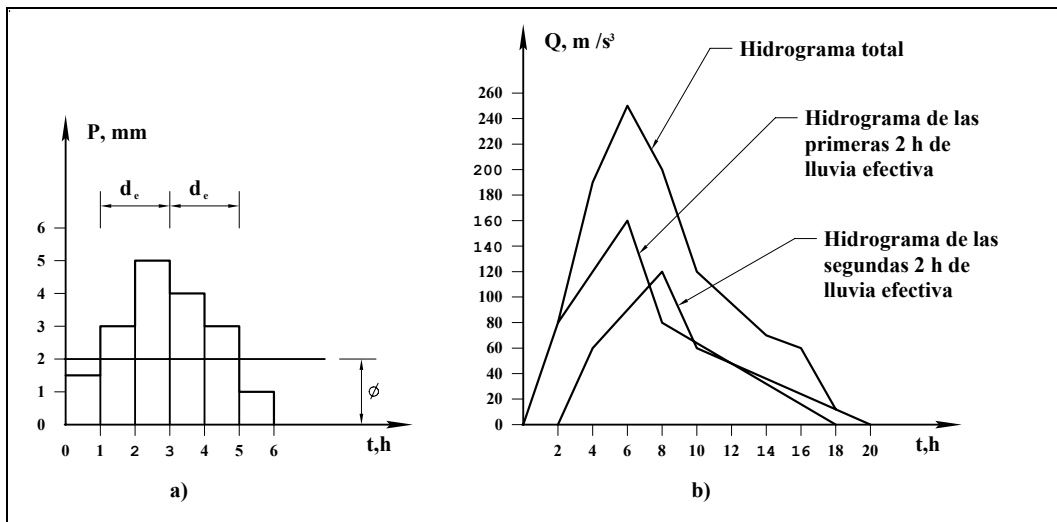 P, mm
d e
d e
6
5
4
3
2
1
0
φ
0
1
2
3
4
5
6
t,h
a)
Q, m /s³
Hidrograma total
Hidrograma de las
primeras 2 h de
lluvia efectiva
Hidrograma de las
segundas 2 h de
lluvia efectiva
260
240
220
200
180
160
140
120
100
80
60
40
20
0
2
4
6
8
10
12
14
16
18
20
t,h
b)